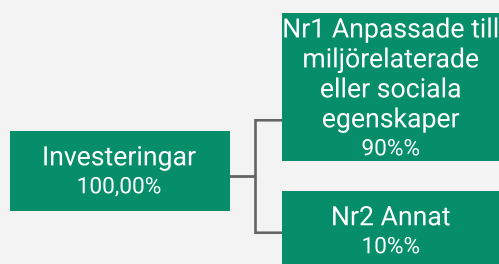 Nr1 Anpassade till
miljörelaterade
eller sociala
egenskaper
90%%
Investeringar
100,00%
Nr2 Annat
10%%